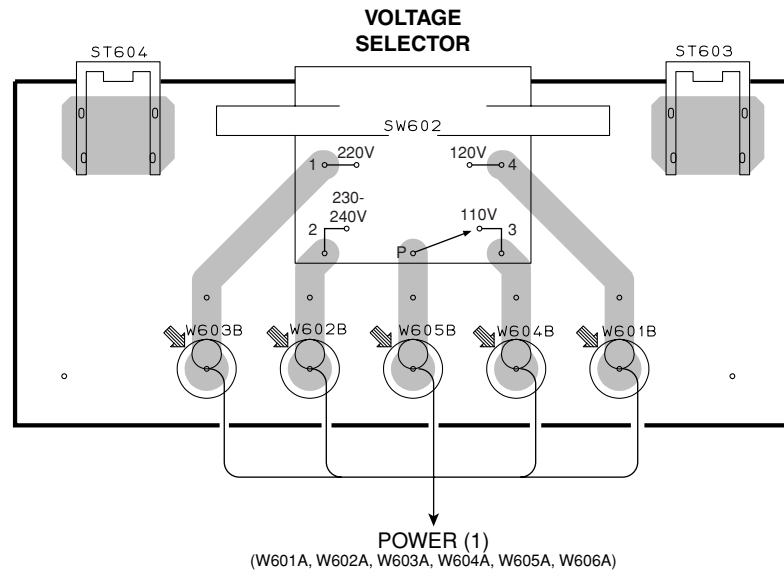 VOLTAGE
SELECTOR
ST604
ST603
SW602
1
220V
120V
4
230-
240V
2
110V
3
P
W603B
W602B
W605B
W604B
W601B
POWER (1)
(W601A, W602A, W603A, W604A, W605A, W606A)